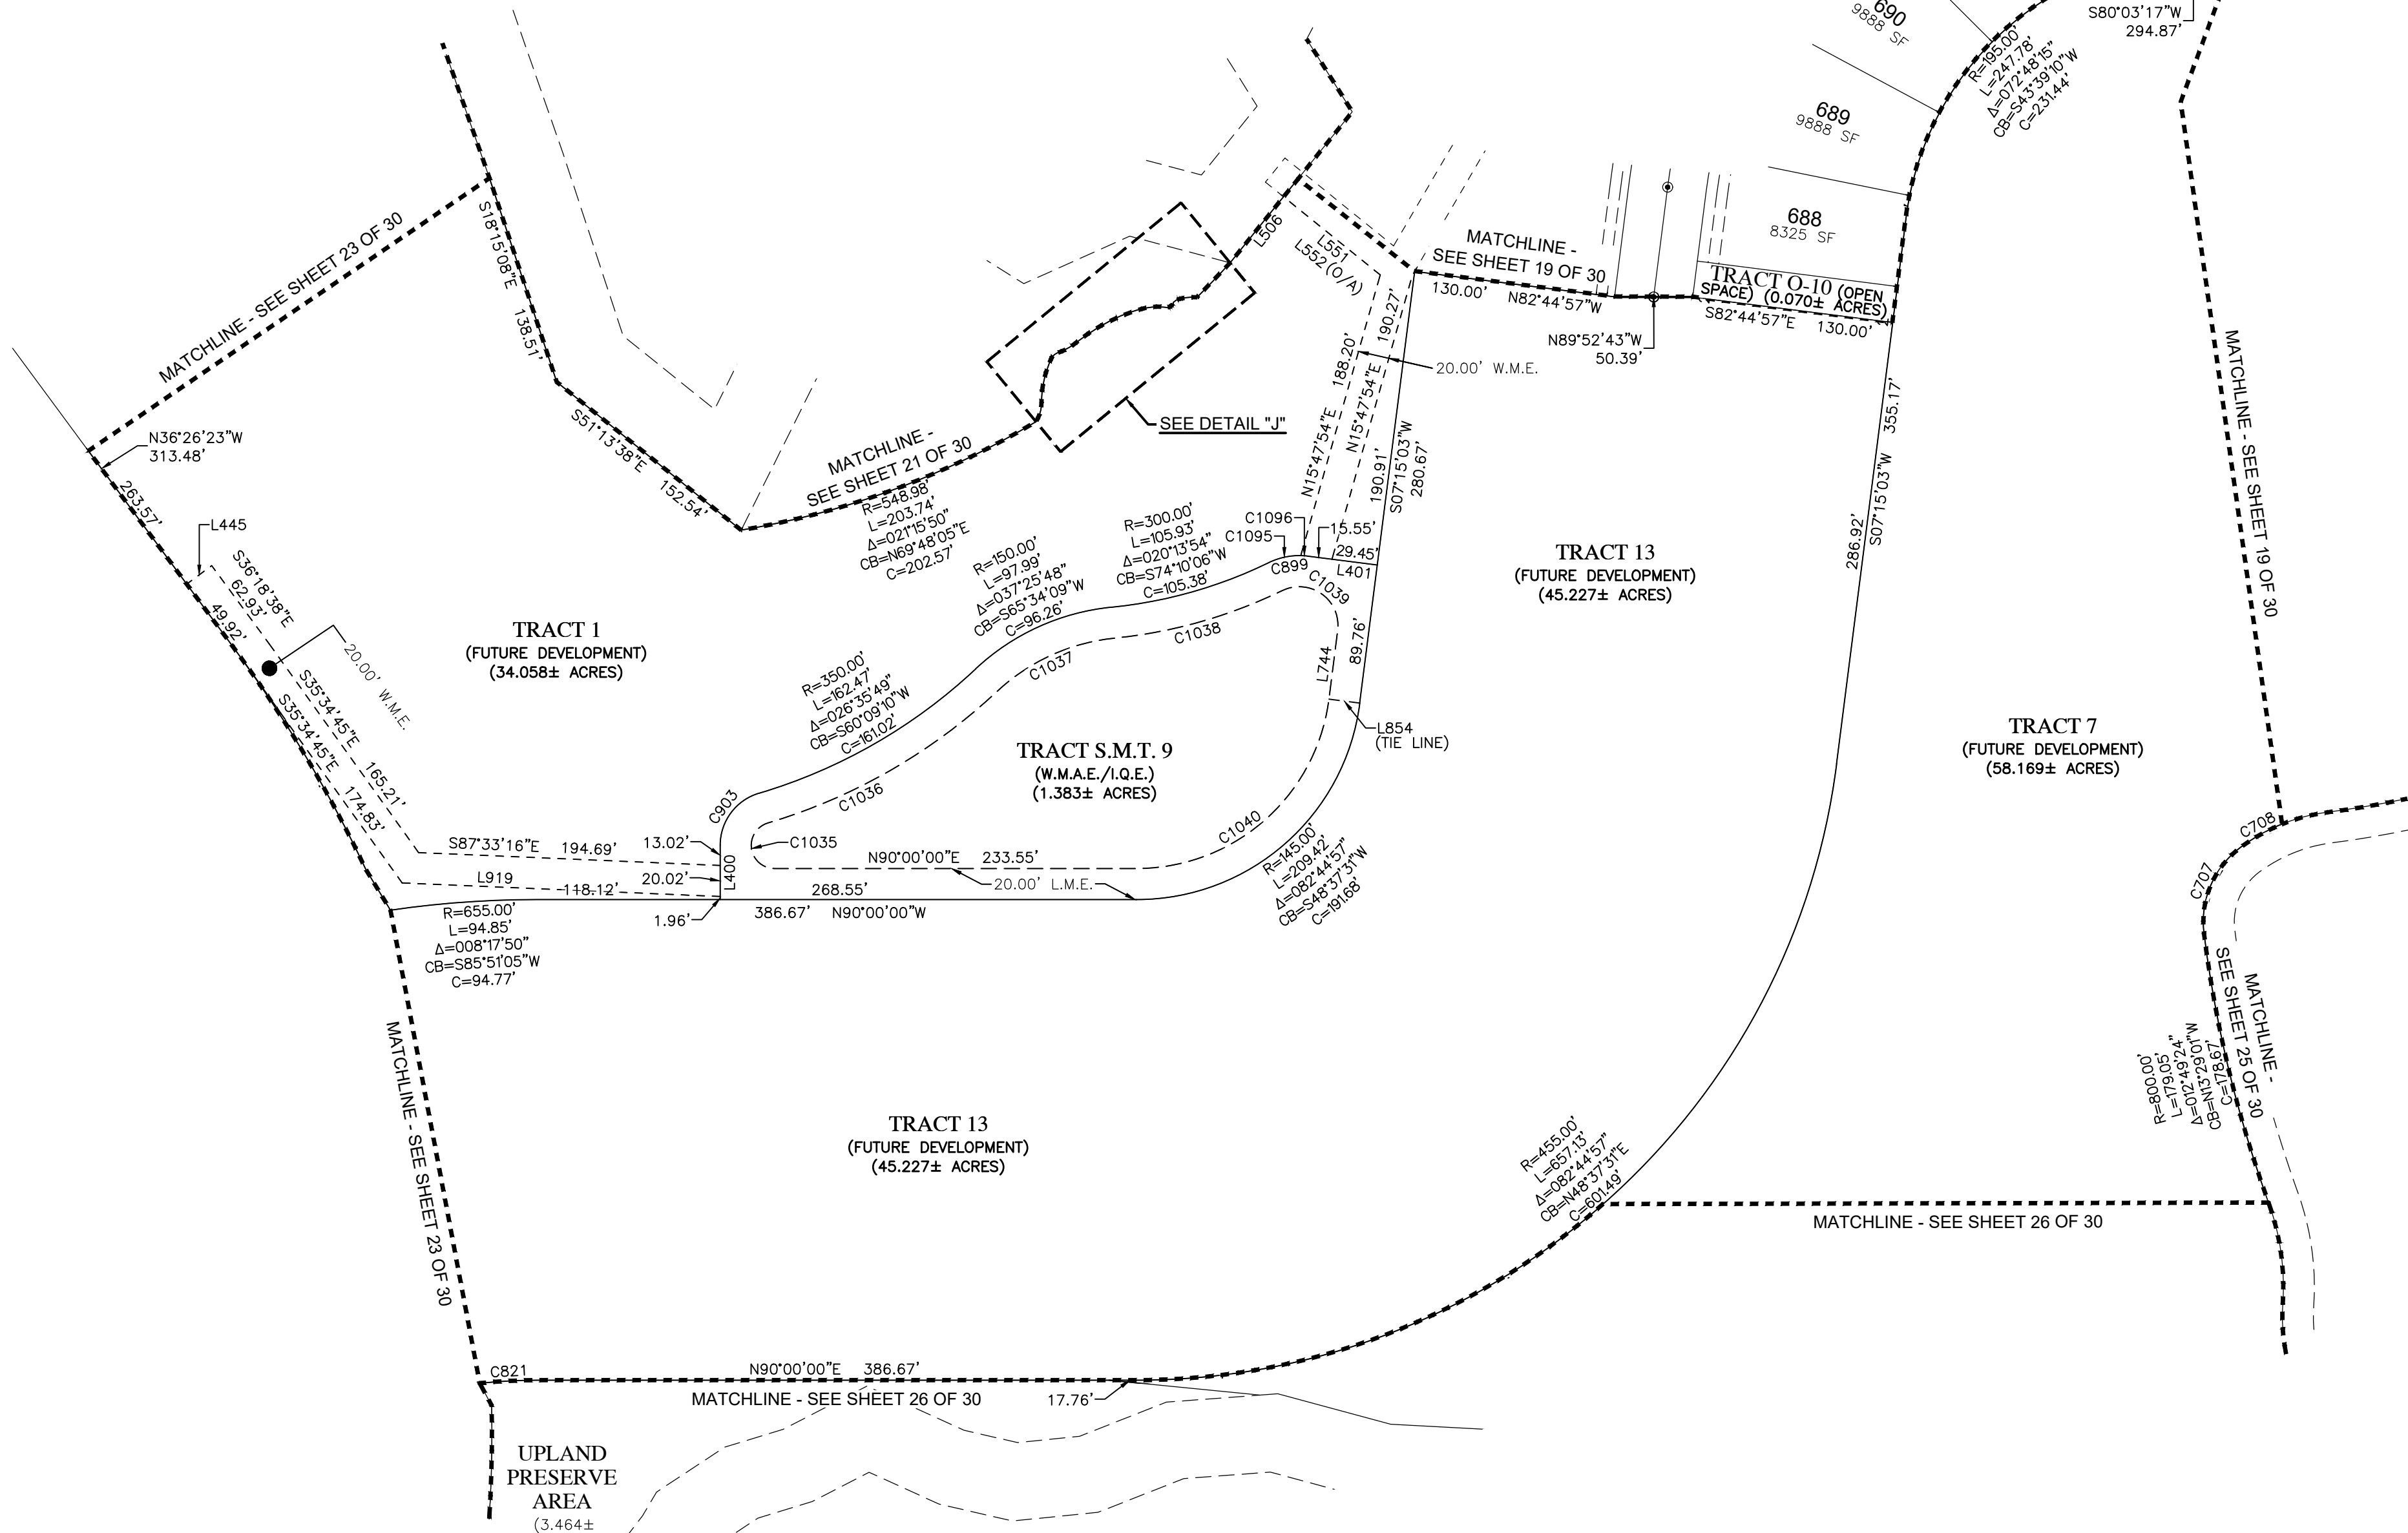 690
9888 SF
S80°03'17"W
294.87'
R=195.00'
L=247.78'
Δ=072°48'15"
CB=S43°39'10"W
C=231.44'
689
9888 SF
688
8325 SF
MATCHLINE - SEE SHEET 23 OF 30
S18°15'08"E 138.51'
L506
L551
L552 (O/A)
MATCHLINE -
SEE SHEET 19 OF 30
130.00' N82°44'57"W
TRACT O-10 (OPEN
SPACE) (0.070± ACRES)
S82°44'57"E 130.00'
N89°52'43"W
50.39'
MATCHLINE - SEE SHEET 19 OF 30
N36°26'23"W
313.48'
263.57'
S51°13'38"E 152.54'
MATCHLINE -
SEE SHEET 21 OF 30
R=548.98'
L=203.74'
Δ=021°15'50"
CB=N69°48'05"E
C=202.57'
SEE DETAIL "J"
N15°47'54"E 188.20'
N15°47'54"E 190.27'
20.00' W.M.E.
190.91'
S07°15'03"W
280.67'
355.17'
286.92'
S07°15'03"W
L445
S36°18'38"E
62.93'
49.92'
20.00' W.M.E.
S35°34'45"E 165.21'
S35°34'45"E 174.83'
TRACT 1
(FUTURE DEVELOPMENT)
(34.058± ACRES)
R=150.00'
L=97.99'
Δ=037°25'48"
CB=S65°34'09"W
C=96.26'
R=300.00'
L=105.93'
Δ=020°13'54"
CB=S74°10'06"W
C=105.38'
C1096
C1095
15.55'
29.45'
C899
L401
C1039
TRACT 13
(FUTURE DEVELOPMENT)
(45.227± ACRES)
R=350.00'
L=162.47'
Δ=026°35'49"
CB=S60°09'10"W
C=161.02'
C1037
C1038
L744
89.76'
L854
(TIE LINE)
TRACT S.M.T. 9
(W.M.A.E./I.Q.E.)
(1.383± ACRES)
TRACT 7
(FUTURE DEVELOPMENT)
(58.169± ACRES)
C903
C1036
C1035
C1040
S87°33'16"E 194.69'
13.02'
L919
118.12'
20.02'
L400
1.96'
N90°00'00"E 233.55'
20.00' L.M.E.
268.55'
386.67' N90°00'00"W
R=145.00'
L=209.42'
Δ=082°44'57"
CB=S48°37'31"W
C=191.68'
R=655.00'
L=94.85'
Δ=008°17'50"
CB=S85°51'05"W
C=94.77'
C708
C707
MATCHLINE -
SEE SHEET 25 OF 30
R=800.00'
L=179.05'
Δ=012°49'24"
CB=N13°29'01"W
C=178.67'
MATCHLINE - SEE SHEET 23 OF 30
TRACT 13
(FUTURE DEVELOPMENT)
(45.227± ACRES)
R=455.00'
L=657.13'
Δ=082°44'57"
CB=N48°37'31"E
C=601.49'
MATCHLINE - SEE SHEET 26 OF 30
C821
N90°00'00"E 386.67'
MATCHLINE - SEE SHEET 26 OF 30
17.76'
UPLAND
PRESERVE
AREA
(3.464±